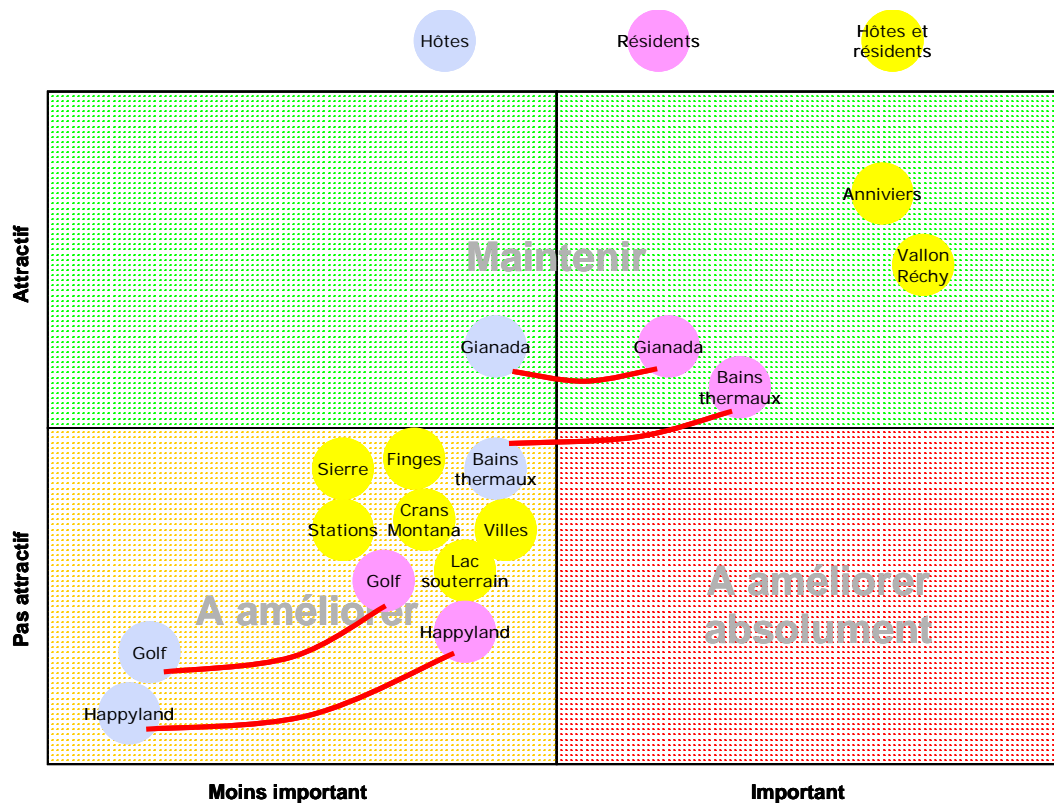 Hôtes
Résidents
Hôtes et
résidents
Attractif
Pas attractif
Maintenir
Anniviers
Vallon
Réchy
Gianada
Gianada
Bains
thermaux
Sierre
Finges
Bains
thermaux
Stations
Crans
Montana
Villes
Golf
Lac
souterrain
A améliorer
Happyland
A améliorer
absolument
Golf
Happyland
Moins important
Important